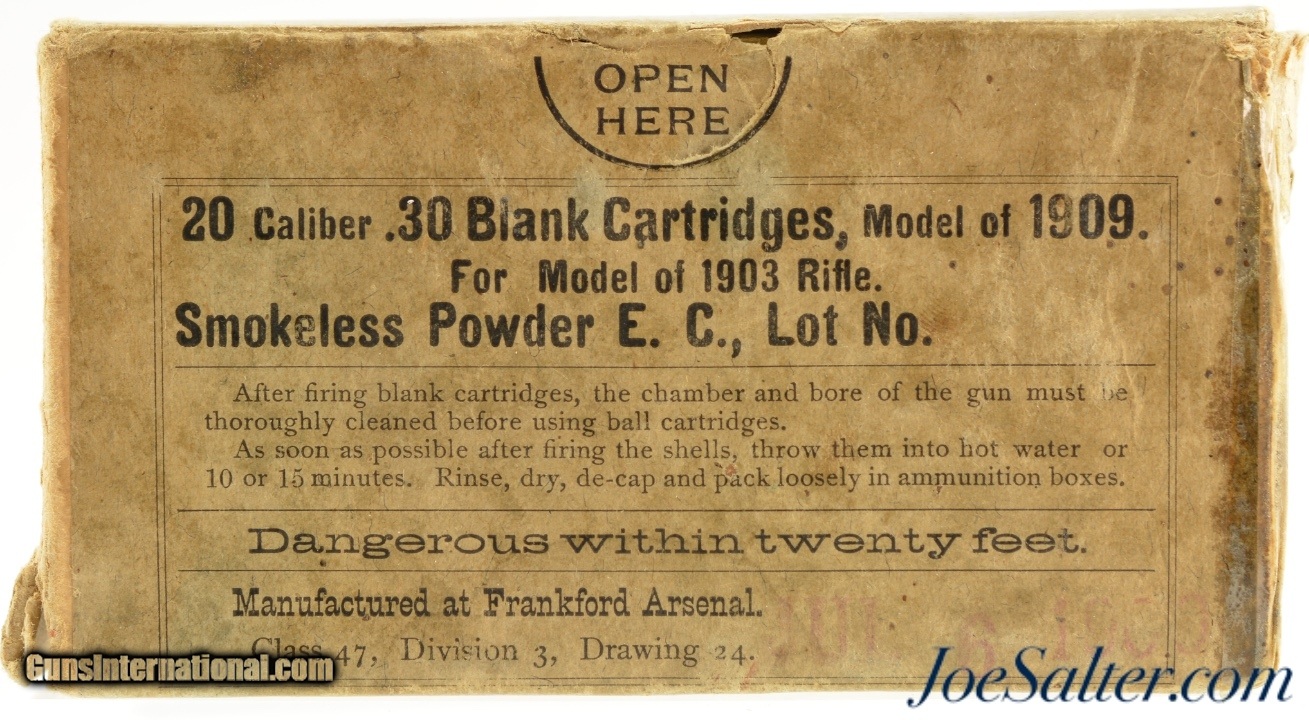 OPEN
HERE
20 Caliber .30 Blank Cartridges, Model of 1909.
For Model of 1903 Rifle.
Smokeless Powder E. C., Lot No.
After firing blank cartridges, the chamber and bore of the gun must be
thoroughly cleaned before using ball cartridges.
As soon as possible after firing the shells, throw them into hot water or
10 or 15 minutes. Rinse, dry, de-cap and pack loosely in ammunition boxes.
Dangerous within twenty feet.
Manufactured at Frankford Arsenal.
Class 47, Division 3, Drawing 24.
GunsInternational.com
JoeSalter.com